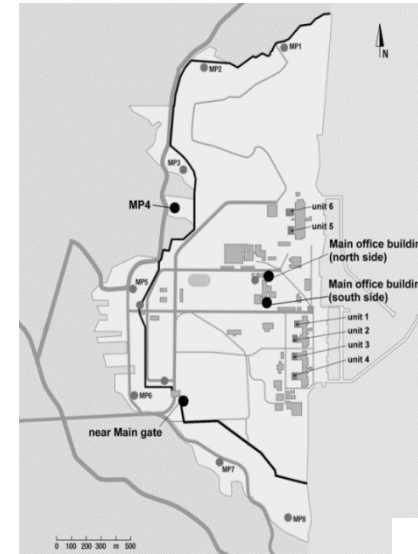 MP1
MP2
N
MP3
MP4
unit 6
unit 5
Main office building
(north side)
MP5
Main office building
(south side)
unit 1
unit 2
unit 3
unit 4
MP6
near Main gate
MP7
MP8
0 100 200 300 m 500